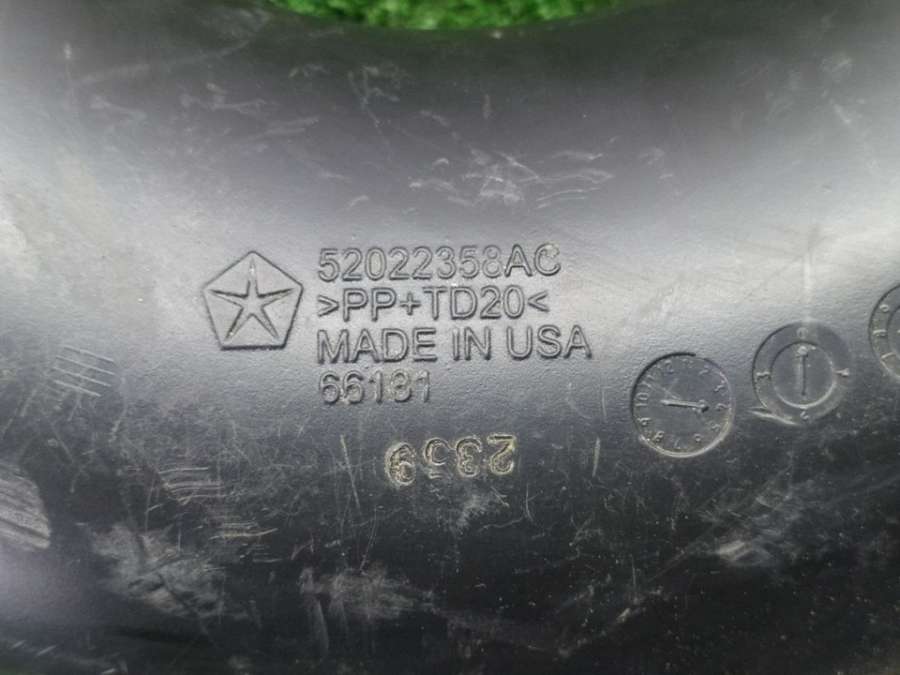 52022358AC
>PP+TD20<
MADE IN USA
66181
2359